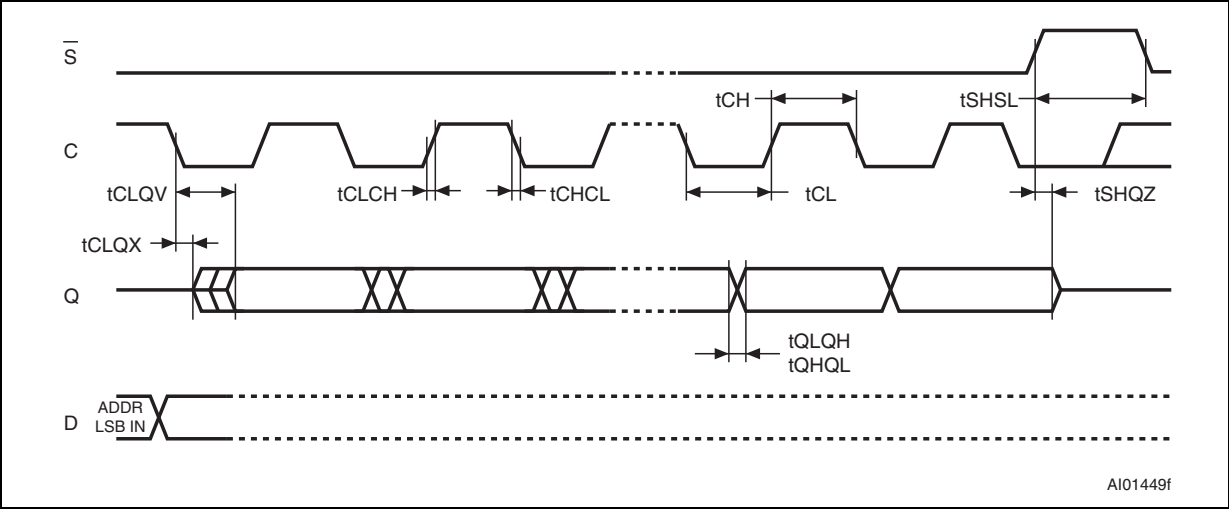 S
tCH
tSHSL
C
tCLQV
tCLCH
tCHCL
tCL
tSHQZ
tCLQX
Q
tQLQH
tQHQL
D
ADDR
LSB IN
AI01449f